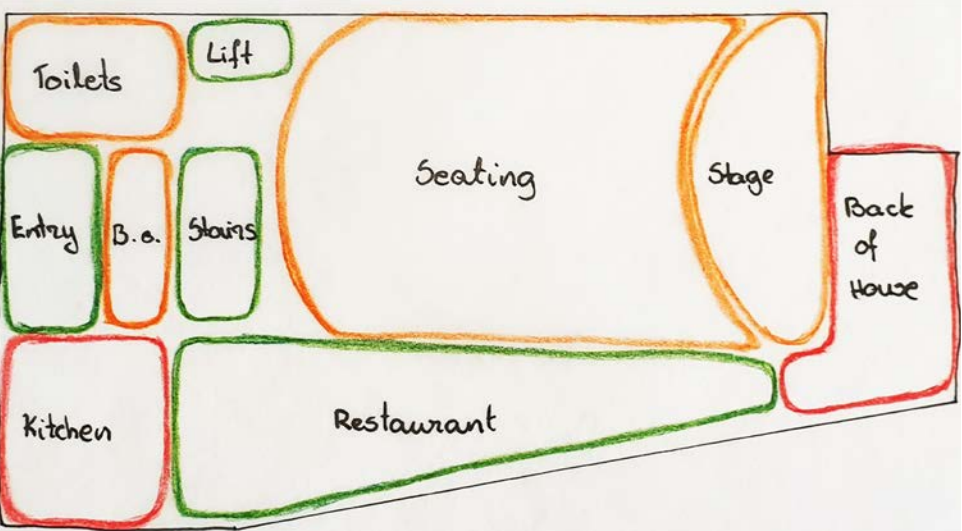 Lift
Toilets
Seating
Stage
Entry
B.o.
Stairs
Back
of
House
Kitchen
Restaurant